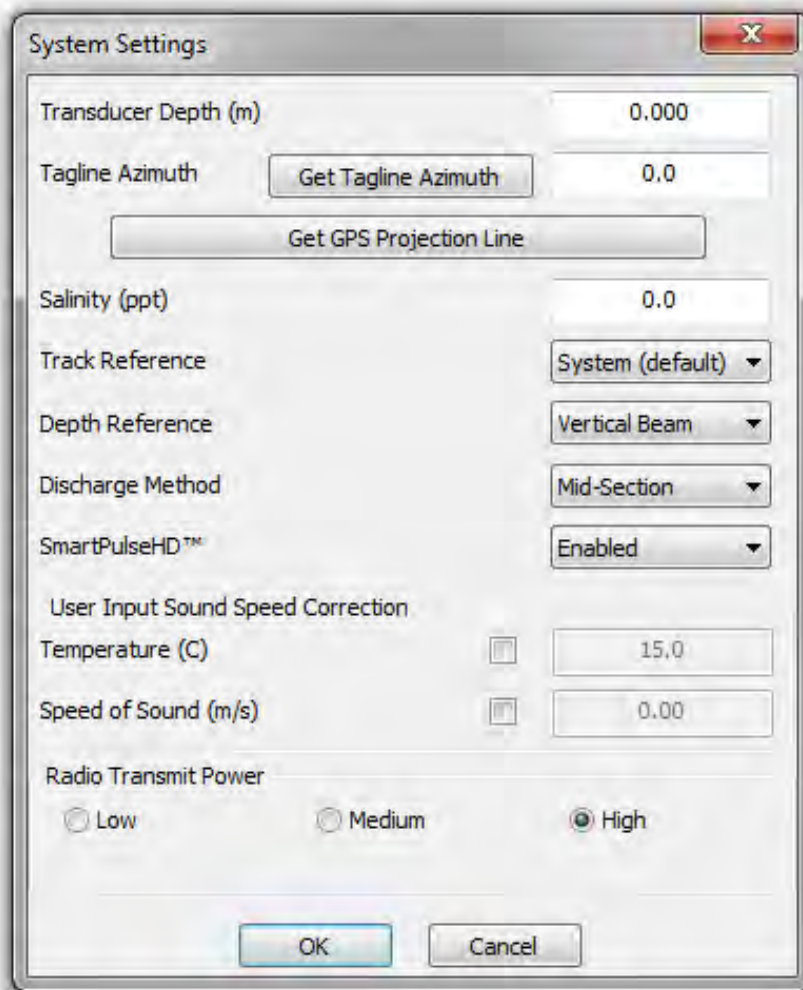 System Settings
Transducer Depth (m) 0.000
Tagline Azimuth Get Tagline Azimuth 0.0
Get GPS Projection Line
Salinity (ppt) 0.0
Track Reference System (default)
Depth Reference Vertical Beam
Discharge Method Mid-Section
SmartPulseHD™ Enabled
User Input Sound Speed Correction
Temperature (C) 15.0
Speed of Sound (m/s) 0.00
Radio Transmit Power
Low Medium High
OK Cancel